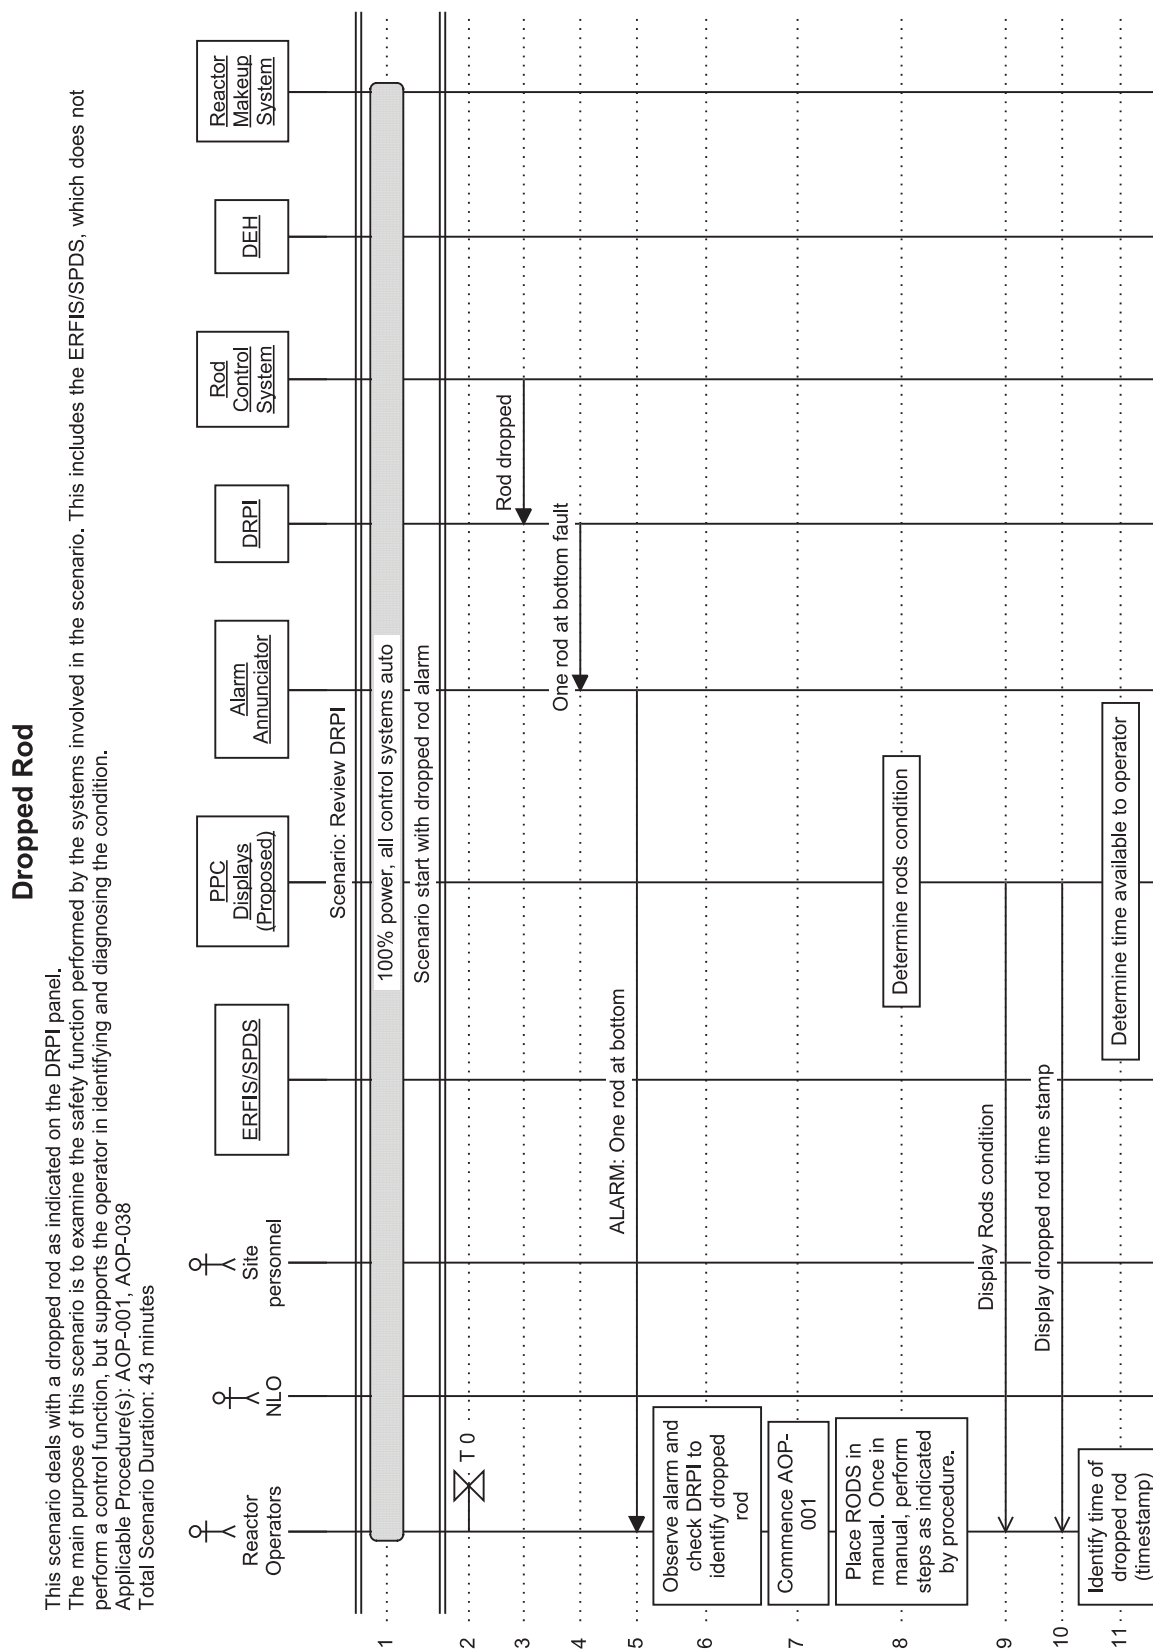 Dropped Rod
This scenario deals with a dropped rod as indicated on the DRPI panel.
The main purpose of this scenario is to examine the safety function performed by the systems involved in the scenario. This includes the ERFIS/SPDS, which does not
perform a control function, but supports the operator in identifying and diagnosing the condition.
Applicable Procedure(s): AOP-001, AOP-038
Total Scenario Duration: 43 minutes
Reactor
Operators
NLO
Site
personnel
ERFIS/SPDS
PPC
Displays
(Proposed)
Alarm
Annunciator
DRPI
Rod
Control
System
DEH
Reactor
Makeup
System
Scenario: Review DRPI
1
100% power, all control systems auto
Scenario start with dropped rod alarm
2
T 0
3
Rod dropped
4
One rod at bottom fault
5
ALARM: One rod at bottom
6
Observe alarm and
check DRPI to
identify dropped
rod
7
Commence AOP-
001
8
Place RODS in
manual. Once in
manual, perform
steps as indicated
by procedure.
Determine rods condition
9
Display Rods condition
10
Display dropped rod time stamp
11
Identify time of
dropped rod
(timestamp)
Determine time available to operator